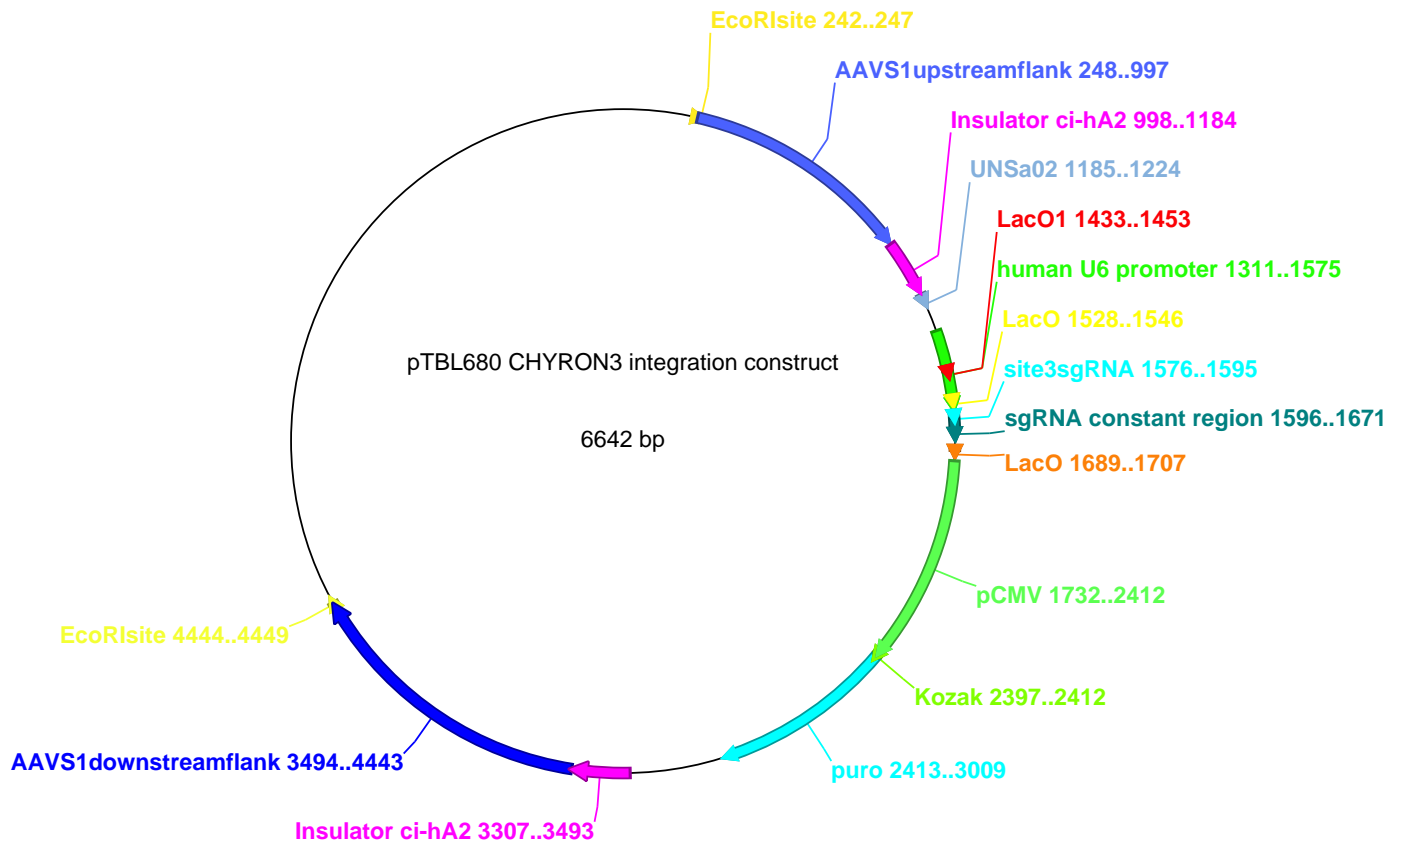 EcoRIsite 242..247
AAVS1upstreamflank 248..997
Insulator ci-hA2 998..1184
UNSa02 1185..1224
LacO1 1433..1453
human U6 promoter 1311..1575
LacO 1528..1546
pTBL680 CHYRON3 integration construct
site3sgRNA 1576..1595
sgRNA constant region 1596..1671
6642 bp
LacO 1689..1707
pCMV 1732..2412
EcoRIsite 4444..4449
Kozak 2397..2412
AAVS1downstreamflank 3494..4443
puro 2413..3009
Insulator ci-hA2 3307..3493